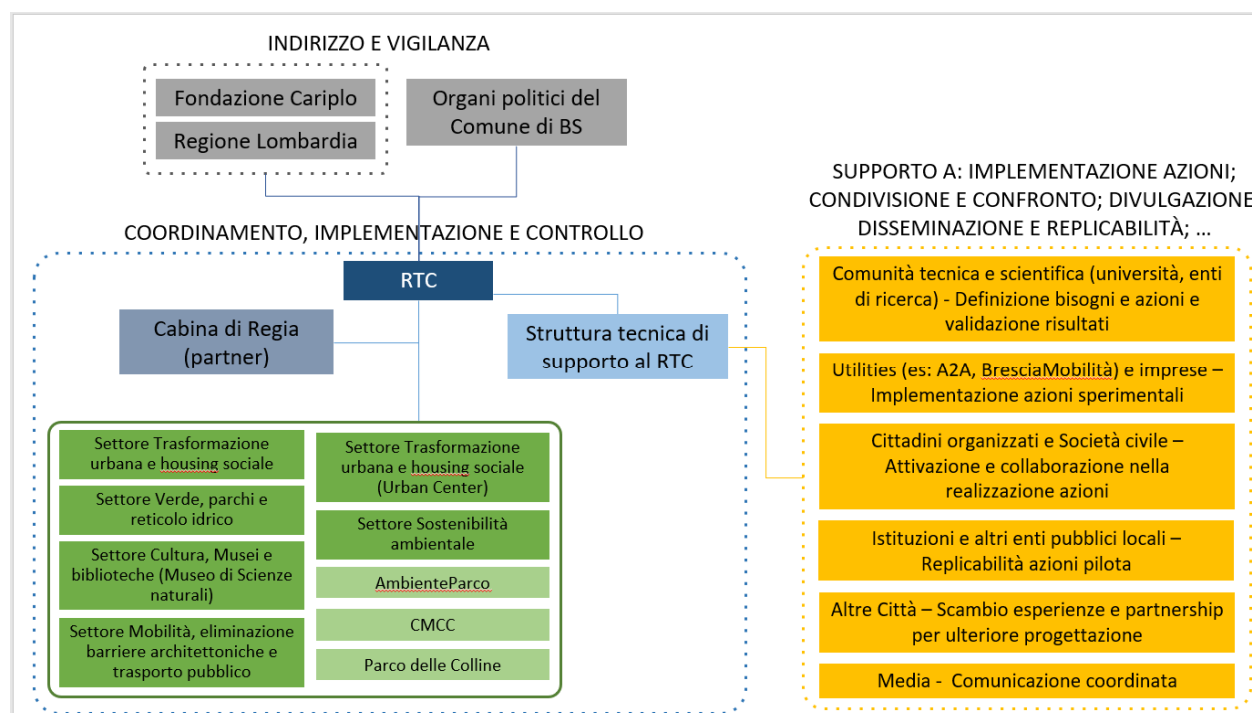 INDIRIZZO E VIGILANZA
Fondazione Cariplo
Regione Lombardia
Organi politici del
Comune di BS
COORDINAMENTO, IMPLEMENTAZIONE E CONTROLLO
RTC
Cabina di Regia
(partner)
Struttura tecnica di
supporto al RTC
Settore Trasformazione
urbana e housing sociale
Settore Verde, parchi e
reticolo idrico
Settore Cultura, Musei e
biblioteche (Museo di Scienze
naturali)
Settore Mobilità, eliminazione
barriere architettoniche e
trasporto pubblico
Settore Trasformazione
urbana e housing sociale
(Urban Center)
Settore Sostenibilità
ambientale
AmbienteParco
CMCC
Parco delle Colline
SUPPORTO A: IMPLEMENTAZIONE AZIONI;
CONDIVISIONE E CONFRONTO; DIVULGAZIONE
DISSEMINAZIONE E REPLICABILITÀ; ...
Comunità tecnica e scientifica (università, enti
di ricerca) - Definizione bisogni e azioni e
validazione risultati
Utilities (es: A2A, BresciaMobilità) e imprese –
Implementazione azioni sperimentali
Cittadini organizzati e Società civile –
Attivazione e collaborazione nella
realizzazione azioni
Istituzioni e altri enti pubblici locali –
Replicabilità azioni pilota
Altre Città – Scambio esperienze e partnership
per ulteriore progettazione
Media - Comunicazione coordinata